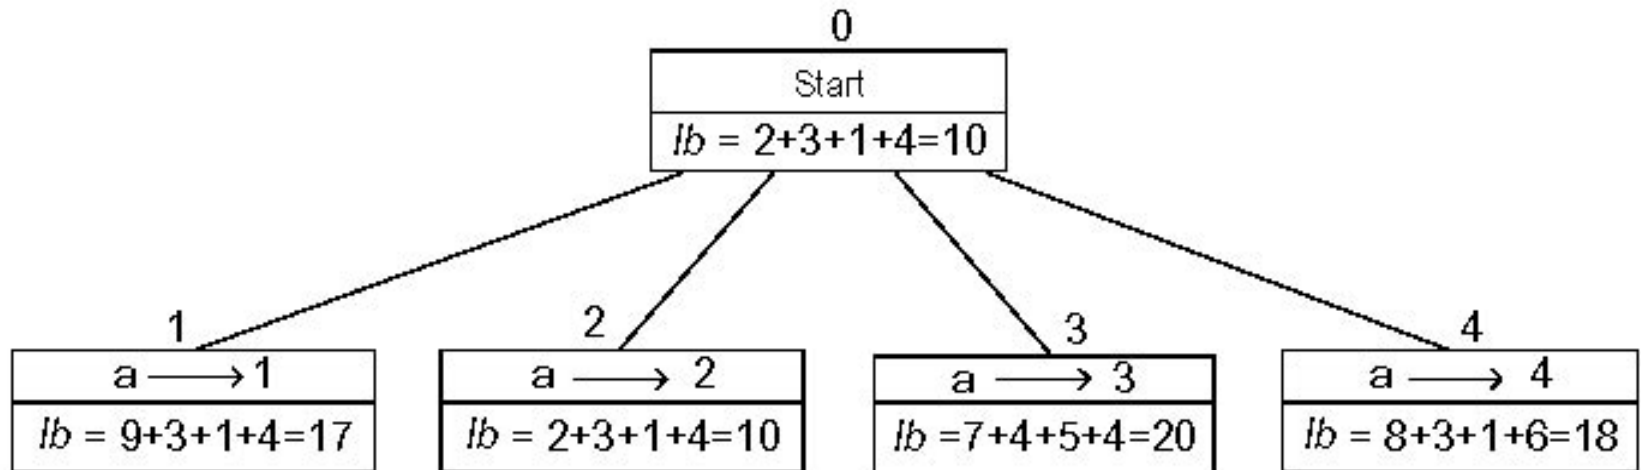 0
Start
lb = 2+3+1+4=10
1
a ⟶ 1
lb = 9+3+1+4=17
2
a ⟶ 2
lb = 2+3+1+4=10
3
a ⟶ 3
lb =7+4+5+4=20
4
a ⟶ 4
lb = 8+3+1+6=18